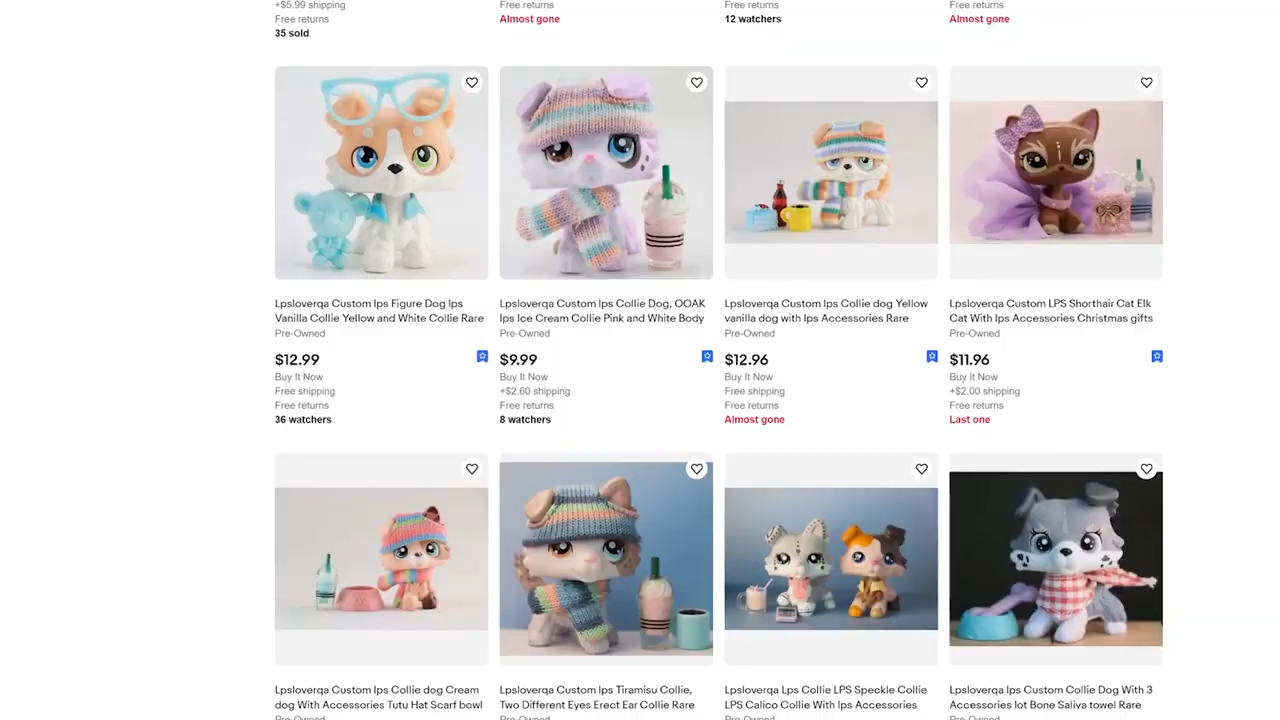 +$5.99 shipping
Free returns
35 sold
Free returns
Almost gone
Free returns
12 watchers
Free returns
Almost gone
Lpsloverqa Custom lps Figure Dog lps
Vanilla Collie Yellow and White Collie Rare
Pre-Owned
$12.99
Buy It Now
Free shipping
Free returns
36 watchers
Lpsloverqa Custom lps Collie Dog, OOAK
lps Ice Cream Collie Pink and White Body
Pre-Owned
$9.99
Buy It Now
+$2.60 shipping
Free returns
8 watchers
Lpsloverqa Custom lps Collie dog Yellow
vanilla dog with lps Accessories Rare
Pre-Owned
$12.96
Buy It Now
Free shipping
Free returns
Almost gone
Lpsloverqa Custom LPS Shorthair Cat Elk
Cat With lps Accessories Christmas gifts
Pre-Owned
$11.96
Buy It Now
+$2.00 shipping
Free returns
Last one
Lpsloverqa Custom lps Collie dog Cream
dog With Accessories Tutu Hat Scarf bowl
Pre-Owned
Lpsloverqa Custom lps Tiramisu Collie,
Two Different Eyes Erect Ear Collie Rare
Pre-Owned
Lpsloverqa Lps Collie LPS Speckle Collie
LPS Calico Collie With lps Accessories
Pre-Owned
Lpsloverqa lps Custom Collie Dog With 3
Accessories lot Bone Saliva towel Rare
Pre-Owned